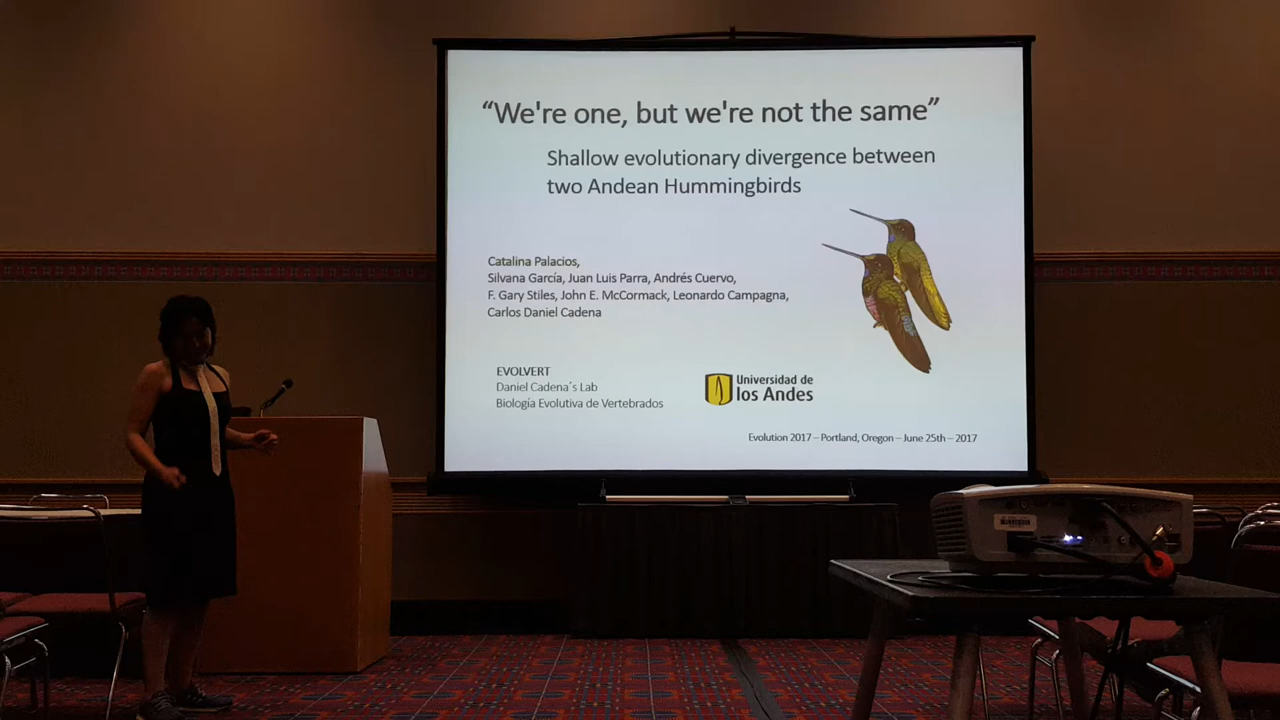 “We're one, but we're not the same”
Shallow evolutionary divergence between
two Andean Hummingbirds
Catalina Palacios,
Silvana García, Juan Luis Parra, Andrés Cuervo,
F. Gary Stiles, John E. McCormack, Leonardo Campagna,
Carlos Daniel Cadena
EVOLVERT
Daniel Cadena´s Lab
Biología Evolutiva de Vertebrados
Universidad de
los Andes
Evolution 2017 – Portland, Oregon – June 25th – 2017